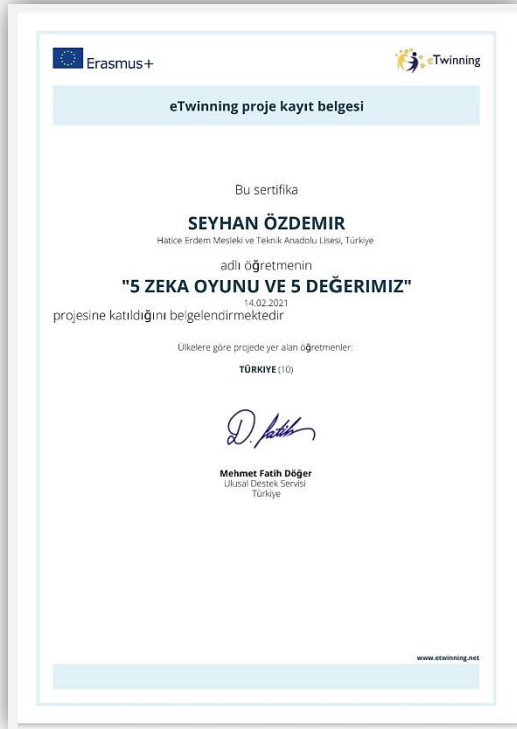 Erasmus+
eTwinning
eTwinning proje kayıt belgesi
Bu sertifika
SEYHAN ÖZDEMIR
Hatice Erdem Mesleki ve Teknik Anadolu Lisesi, Türkiye
adlı öğretmenin
"5 ZEKA OYUNU VE 5 DEĞERIMIZ"
14.02.2021
projesine katıldığını belgelendirmektedir
Ülkelere göre projede yer alan öğretmenler:
TÜRKIYE (10)
D. fatih
Mehmet Fatih Döğer
Ulusal Destek Servisi
Türkiye
www.etwinning.net